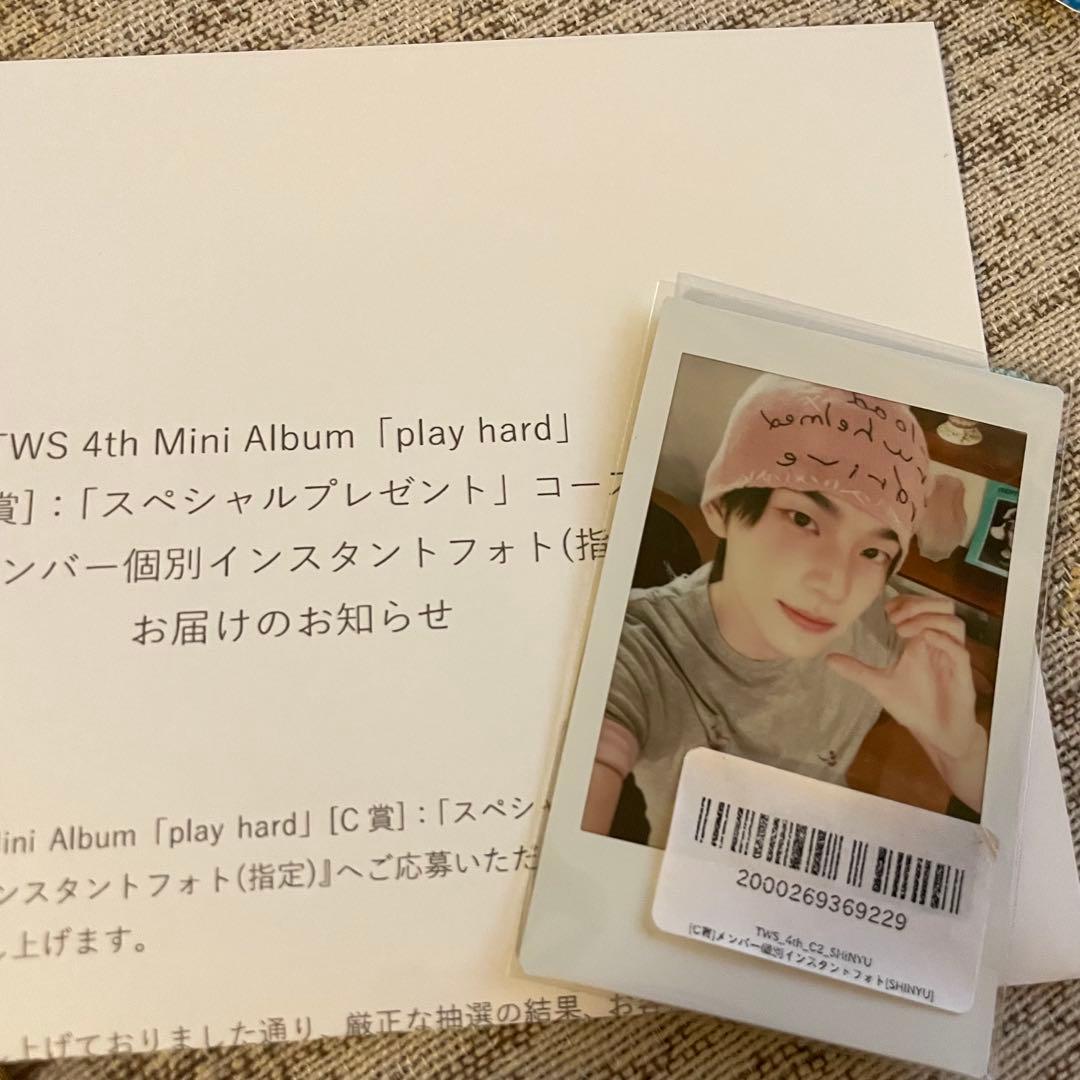 TWS 4th Mini Album「play hard」
賞]：「スペシャルプレゼント」コース
ンバー個別インスタントフォト(指
お届けのお知らせ
ini Album「play hard」[C賞]：「スペシャ
ンスタントフォト(指定)』へご応募いただ
し上げます。
し上げておりました通り、厳正な抽選の結果、お
2000269369229
TWS_4th_C2_SHINYU
[C賞]メンバー個別インスタントフォト[SHINYU]